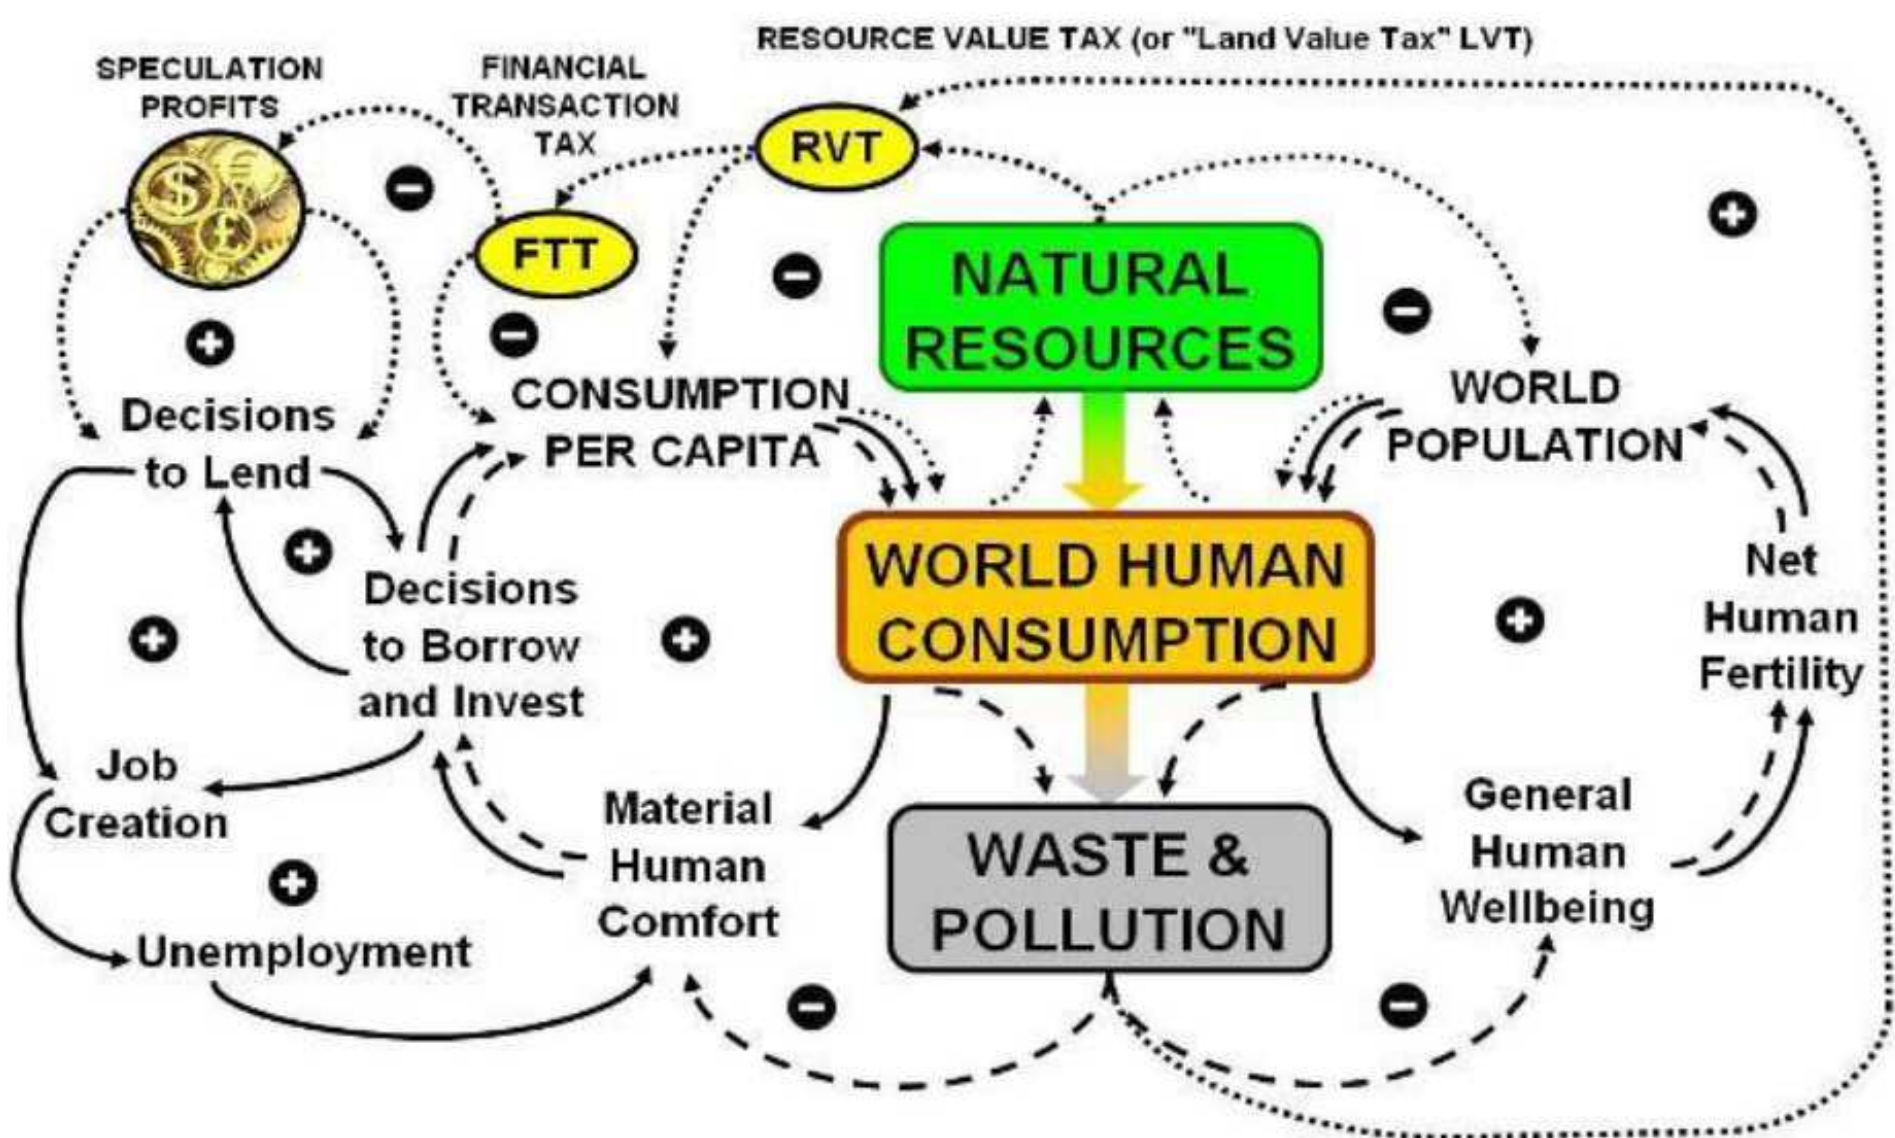 RESOURCE VALUE TAX (or "Land Value Tax" LVT)
SPECULATION
PROFITS
FINANCIAL
TRANSACTION
TAX
RVT
$
€
£
FTT
NATURAL
RESOURCES
CONSUMPTION
PER CAPITA
WORLD
POPULATION
Decisions
to Lend
WORLD HUMAN
CONSUMPTION
Decisions
to Borrow
and Invest
Net
Human
Fertility
Job
Creation
Material
Human
Comfort
WASTE &
POLLUTION
General
Human
Wellbeing
Unemployment